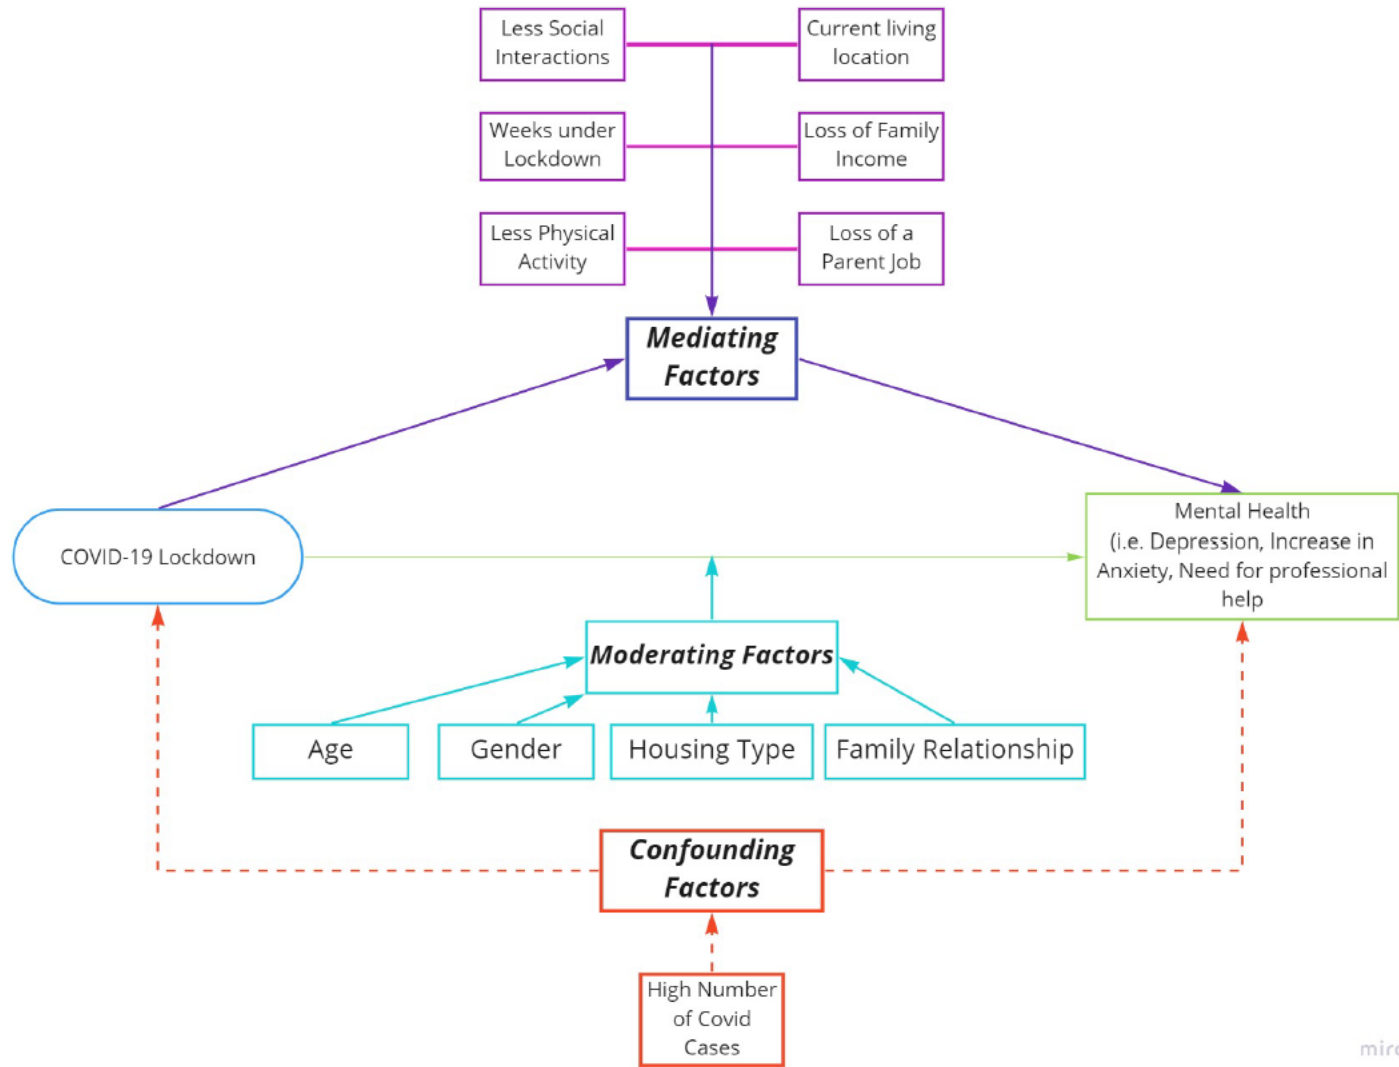 Less Social
Interactions
Current living
location
Weeks under
Lockdown
Loss of Family
Income
Less Physical
Activity
Loss of a
Parent Job
Mediating
Factors
COVID-19 Lockdown
Mental Health
(i.e. Depression, Increase in
Anxiety, Need for professional
help
Moderating Factors
Age
Gender
Housing Type
Family Relationship
Confounding
Factors
High Number
of Covid
Cases